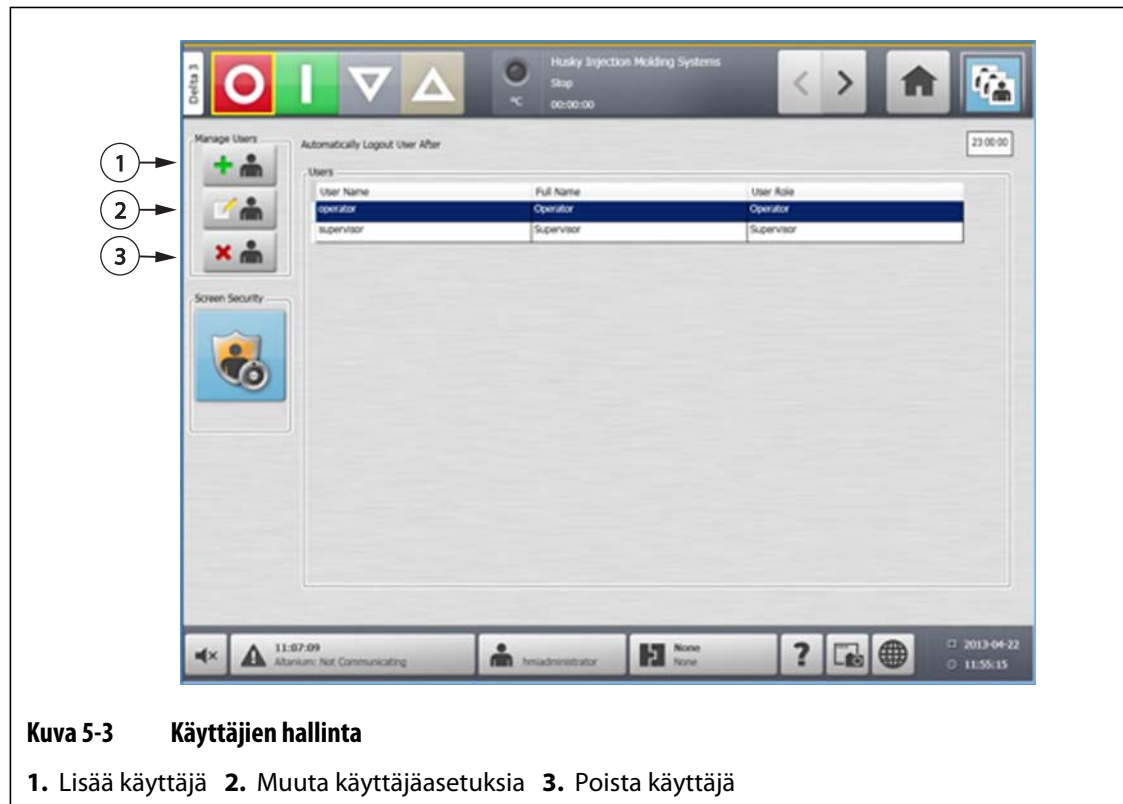 Delta 3
Husky Injection Molding Systems
Stop
°C
00:00:00
Manage Users
Automatically Logout User After
23:00:00
1
2
3
Users
User Name Full Name User Role
operator Operator Operator
supervisor Supervisor Supervisor
Screen Security
11:07:09
Altanium: Not Communicating
hmiadministrator
None
None
?
2013-04-22
11:55:15
Kuva 5-3 Käyttäjien hallinta
1. Lisää käyttäjä 2. Muuta käyttäjäasetuksia 3. Poista käyttäjä